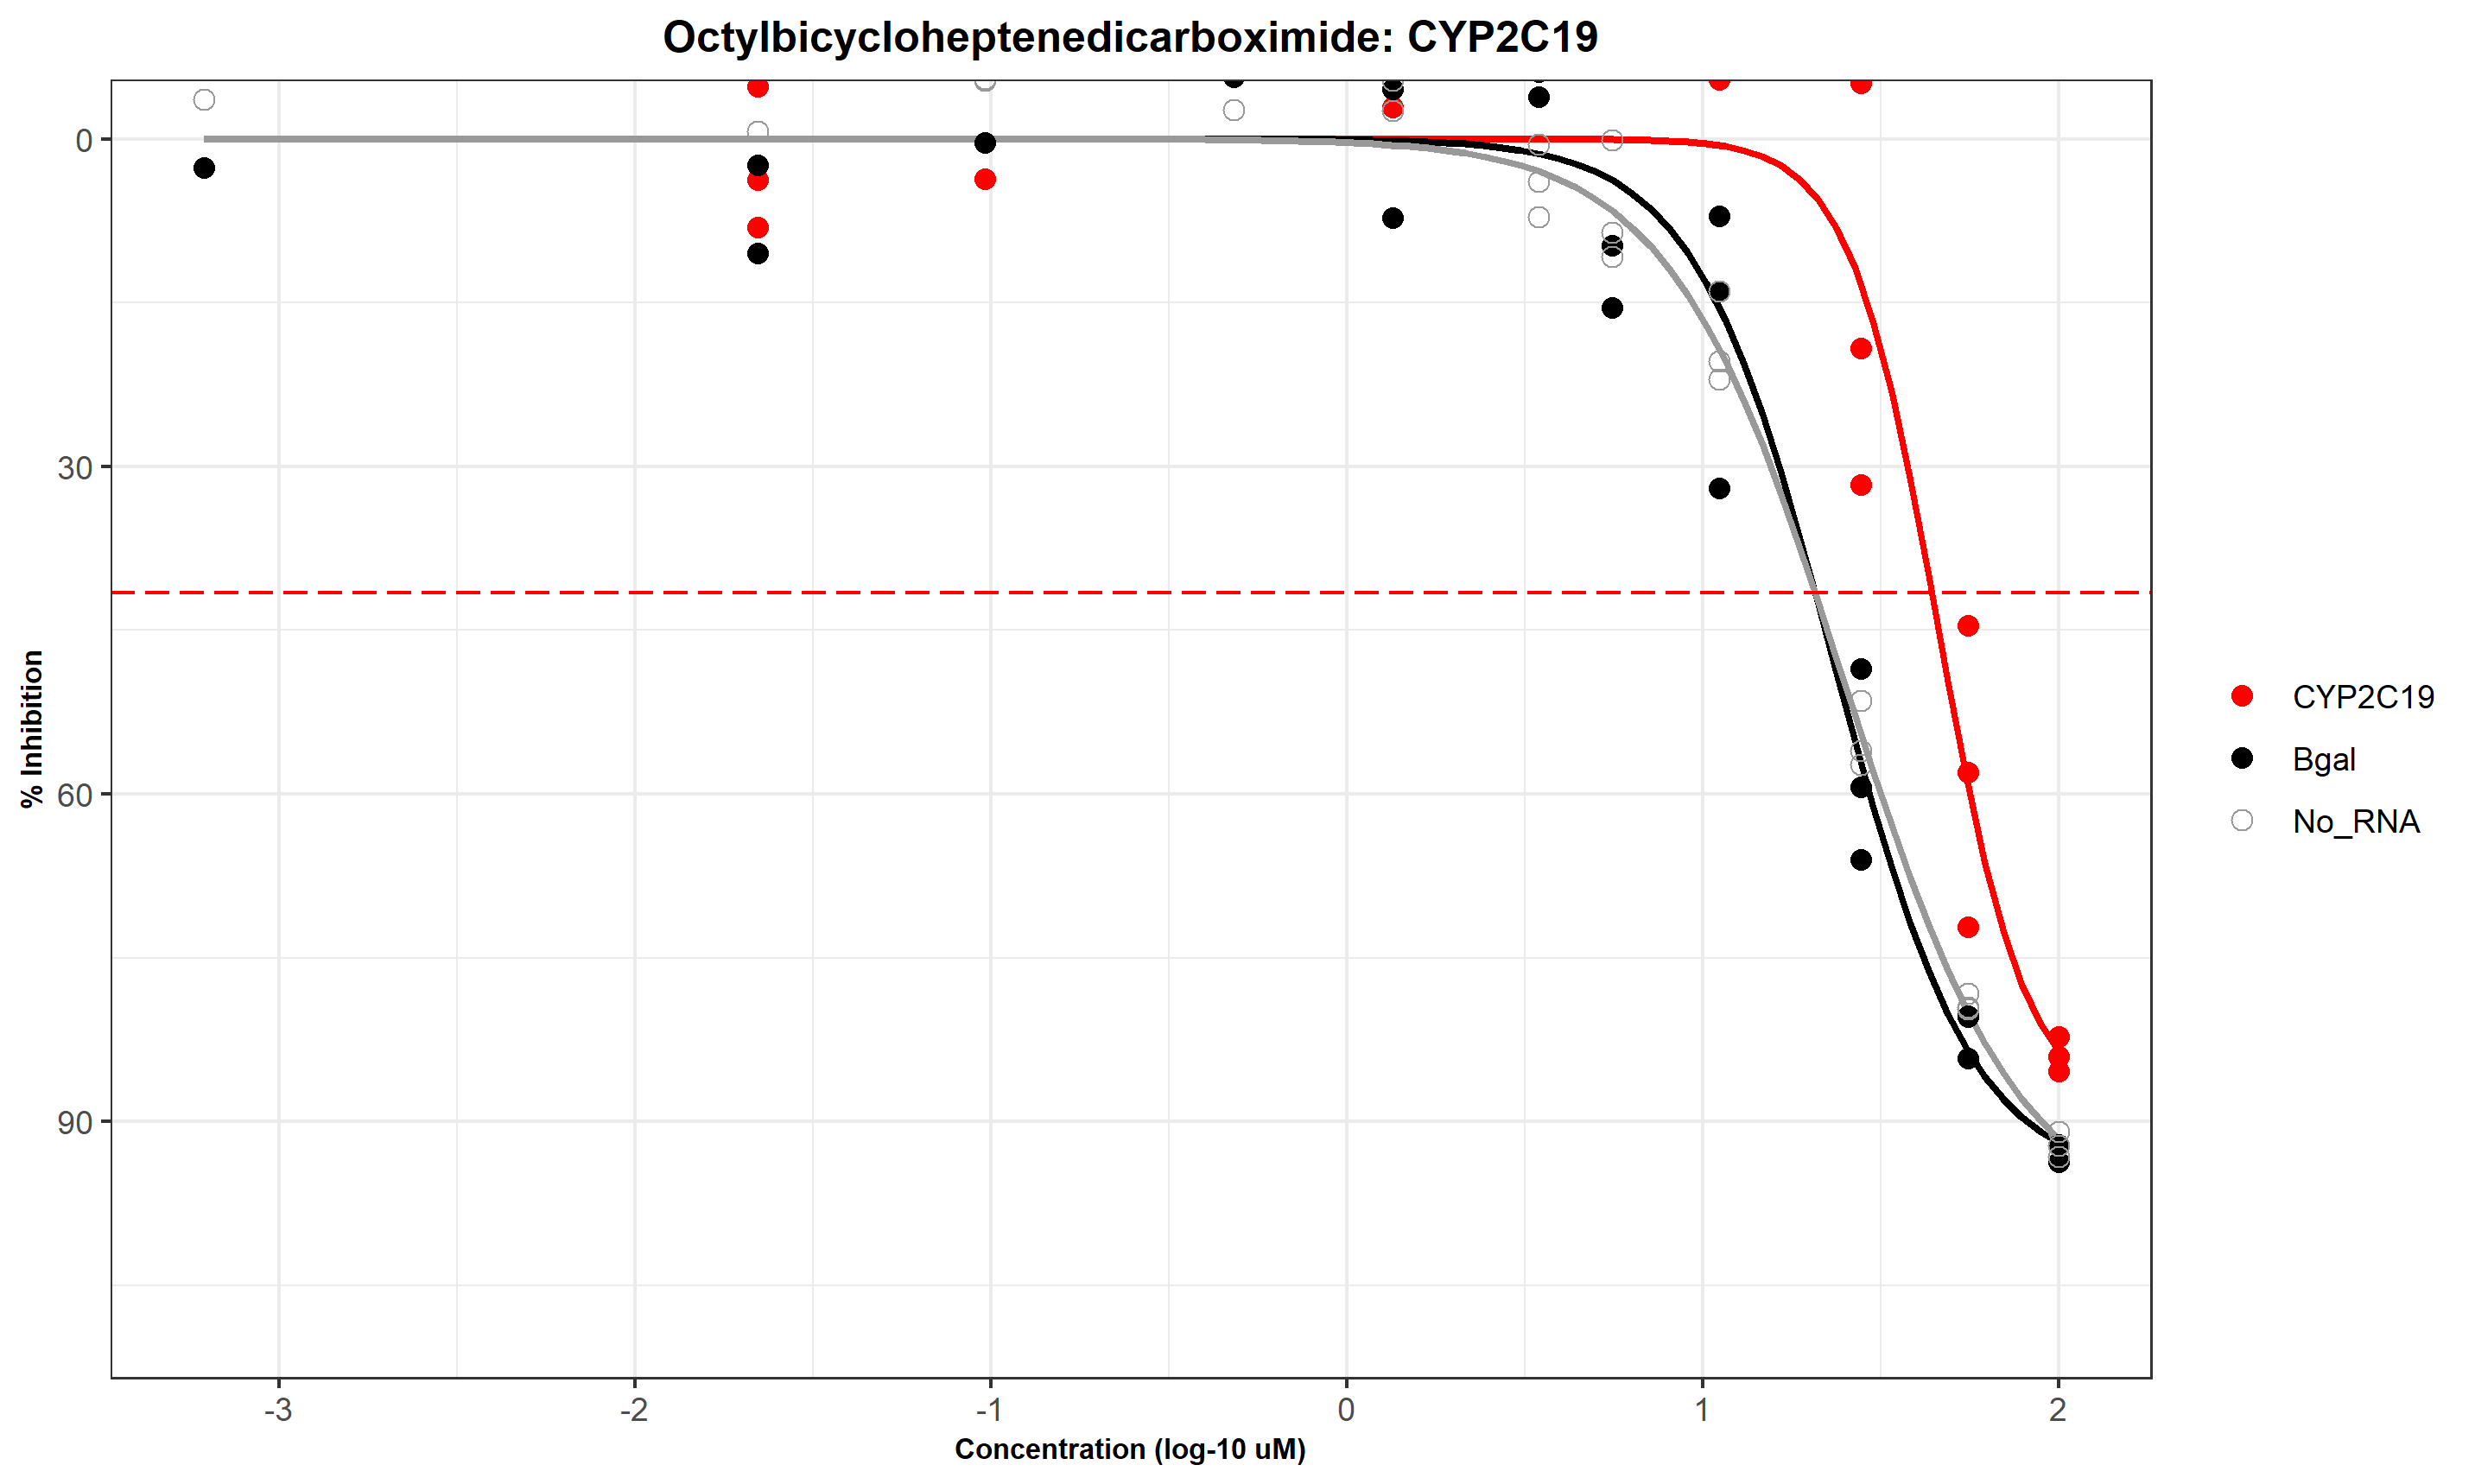 Octylbicycloheptenedicarboximide: CYP2C19
0
30
60
90
% Inhibition
-3
-2
-1
0
1
2
Concentration (log-10 uM)
CYP2C19
Bgal
No_RNA